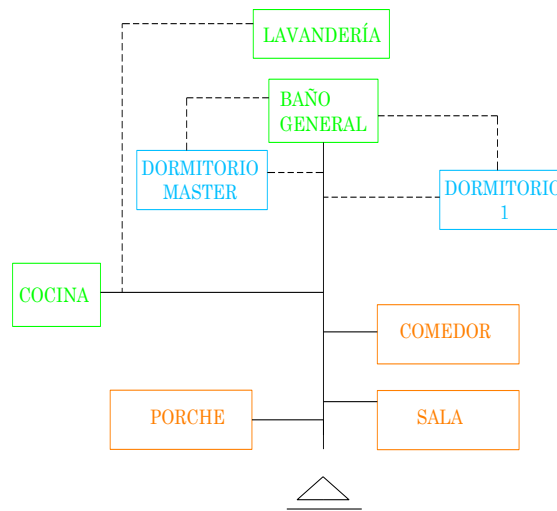 LAVANDERÍA
BAÑO
GENERAL
DORMITORIO
MASTER
DORMITORIO
1
COCINA
COMEDOR
PORCHE
SALA